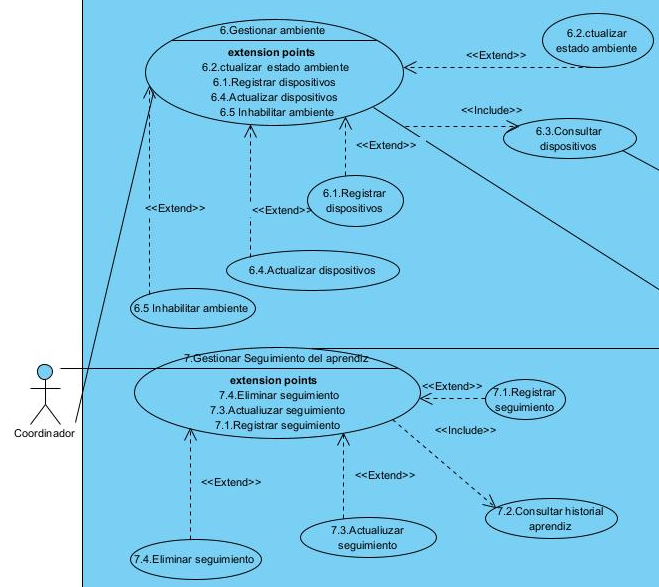 6.Gestionar ambiente
extension points
6.2.ctualizar estado ambiente
6.1.Registrar dispositivos
6.4.Actualizar dispositivos
6.5 Inhabilitar ambiente
<<Extend>>
6.2.ctualizar
estado ambiente
<<Include>>
6.3.Consultar
dispositivos
<<Extend>>
6.1.Registrar
dispositivos
<<Extend>>
<<Extend>>
6.4.Actualizar dispositivos
6.5 Inhabilitar ambiente
Coordinador
7.Gestionar Seguimiento del aprendiz
extension points
7.4.Eliminar seguimiento
7.3.Actualiuzar seguimiento
7.1.Registrar seguimiento
<<Extend>>
7.1.Registrar
seguimiento
<<Include>>
7.2.Consultar historial
aprendiz
<<Extend>>
<<Extend>>
7.3.Actualiuzar
seguimiento
7.4.Eliminar seguimiento